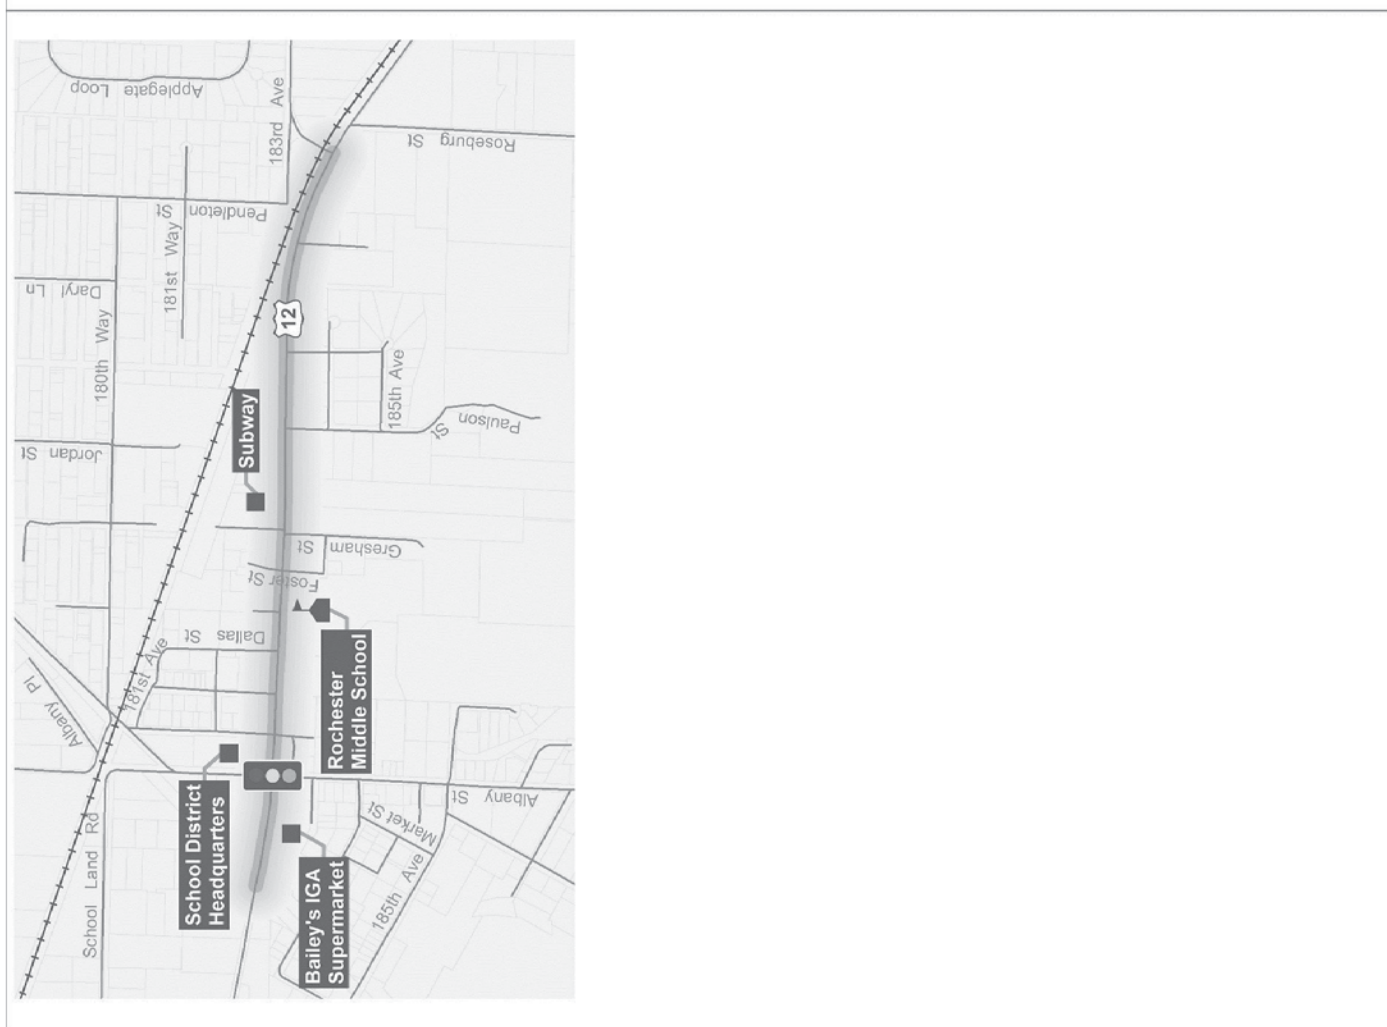 Applegate Loop
183rd Ave
Roseburg St
Pendleton St
181st Way
Daryl Ln
180th Way
12
185th Ave
Paulson St
Subway
Jordan St
Gresham St
Foster St
Dallas St
181st Ave
Albany Pl
Rochester
Middle School
School District
Headquarters
Albany St
Market St
School Land Rd
185th Ave
Bailey's IGA
Supermarket